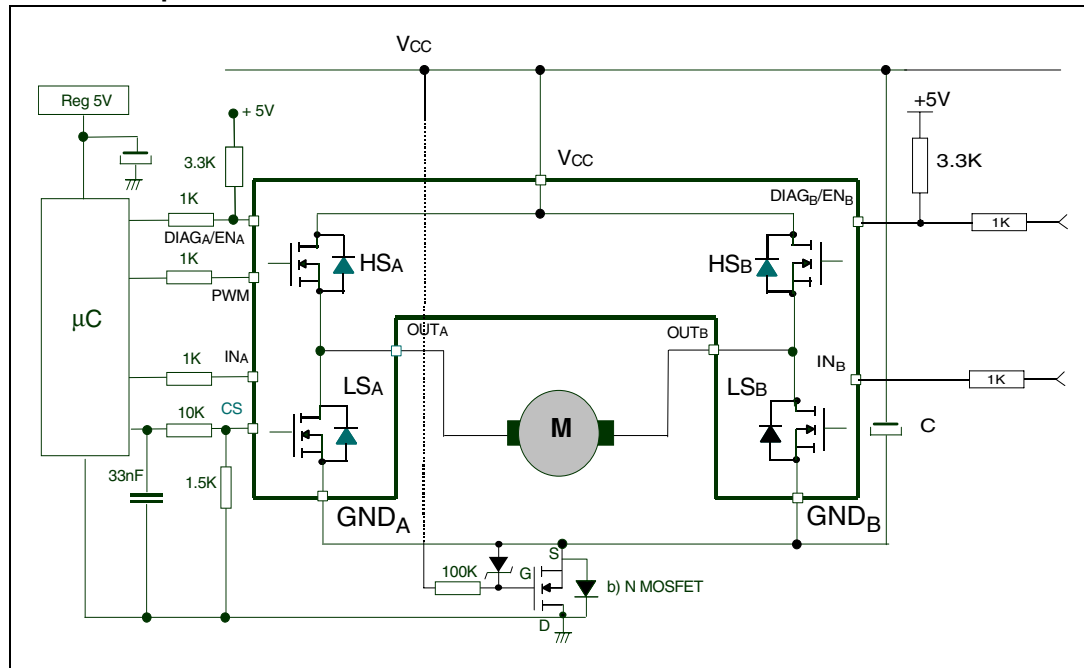 VCC
Reg 5V
+ 5V
+5V
3.3K
VCC
3.3K
1K
DIAGA/ENA
DIAGB/ENB
1K
1K
PWM
HSA
HSB
µC
OUTA
OUTB
1K
INA
INB
1K
LSA
LSB
10K
CS
M
C
33nF
1.5K
GNDA
GNDB
S
100K
G
b) N MOSFET
D